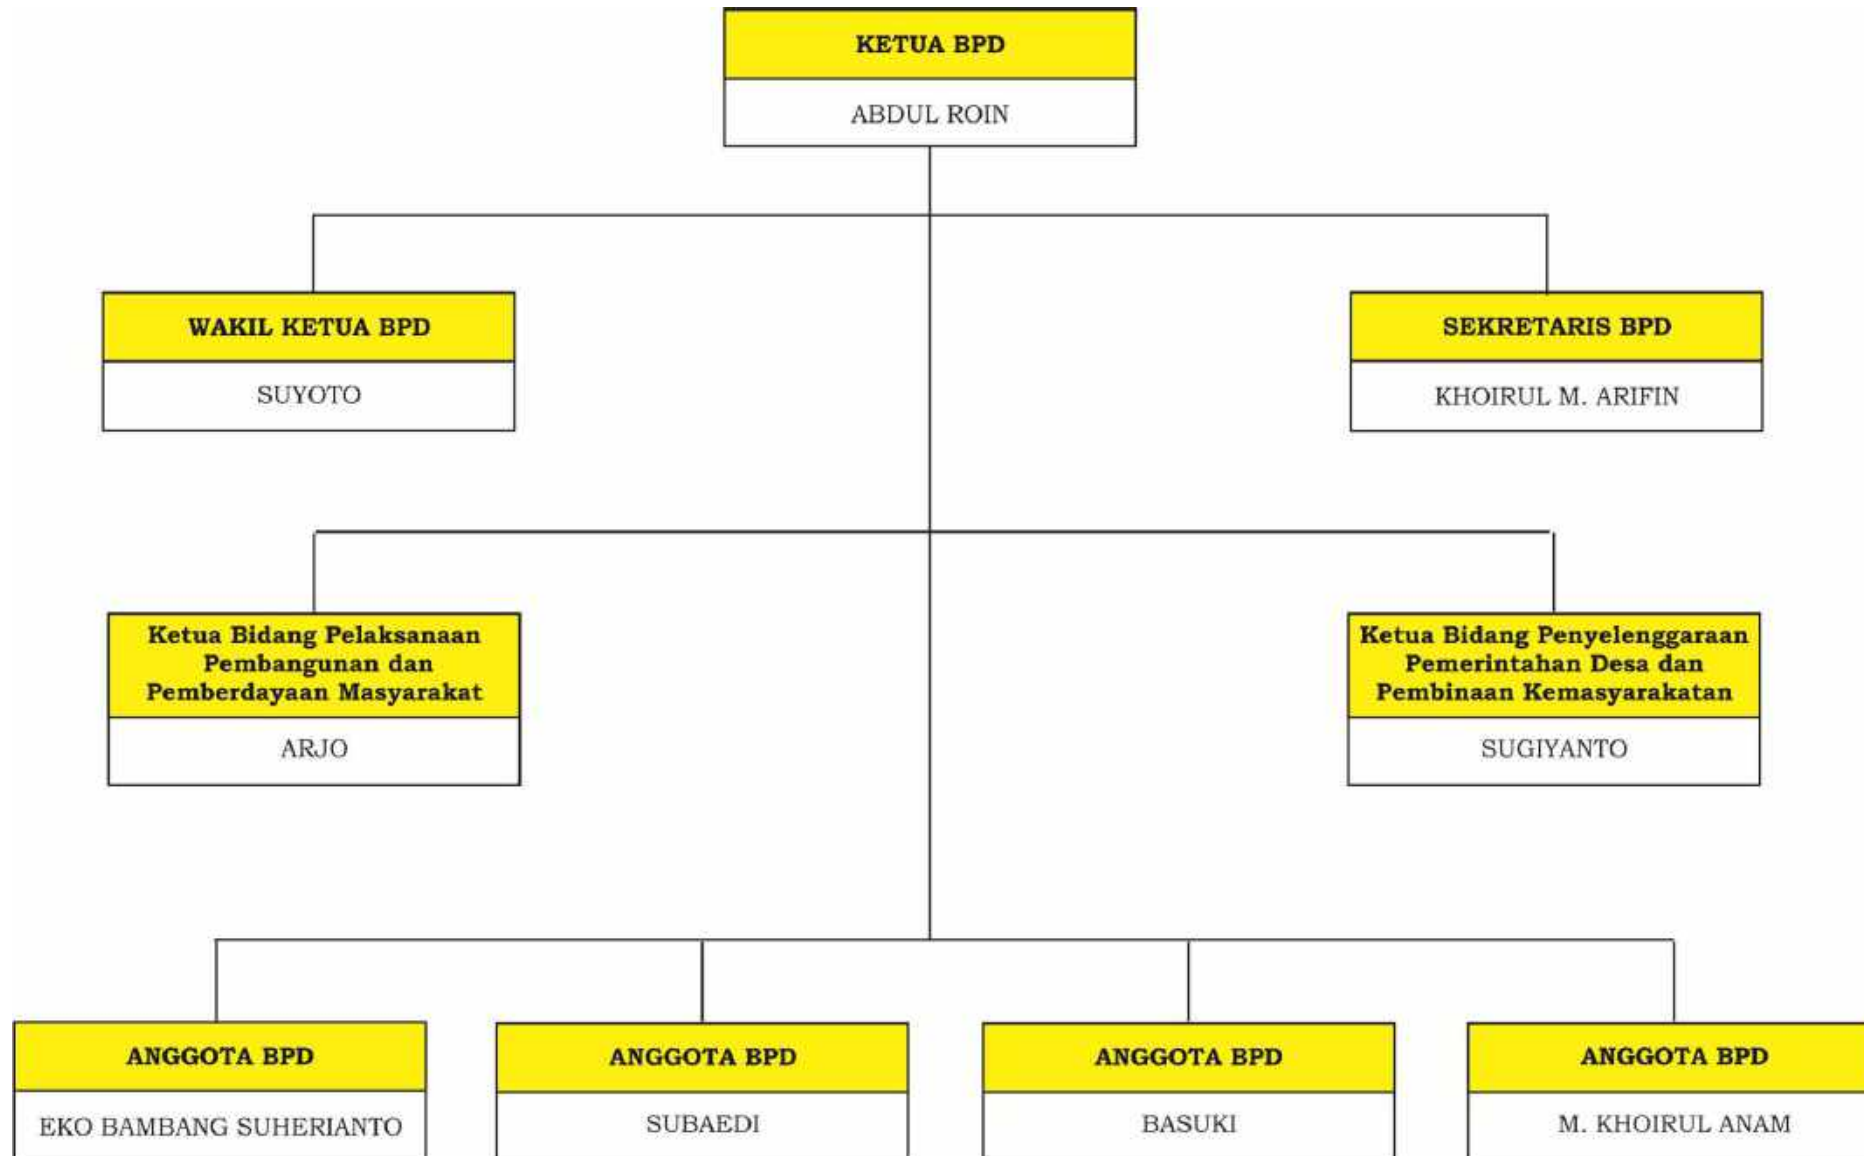 KETUA BPD
ABDUL ROIN
WAKIL KETUA BPD
SUYOTO
SEKRETARIS BPD
KHOIRUL M. ARIFIN
Ketua Bidang Pelaksanaan
Pembangunan dan
Pemberdayaan Masyarakat
ARJO
Ketua Bidang Penyelenggaraan
Pemerintahan Desa dan
Pembinaan Kemasyarakatan
SUGIYANTO
ANGGOTA BPD
EKO BAMBANG SUHERIANTO
ANGGOTA BPD
SUBAEDI
ANGGOTA BPD
BASUKI
ANGGOTA BPD
M. KHOIRUL ANAM